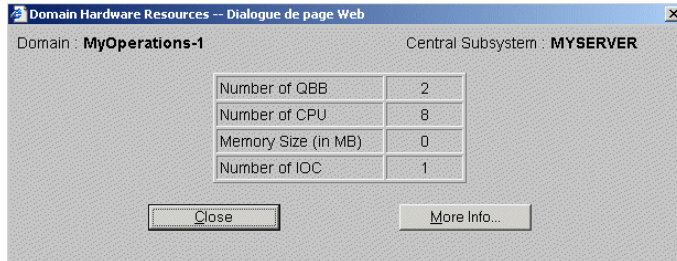 Domain Hardware Resources -- Dialogue de page Web
Domain : MyOperations-1 Central Subsystem : MYSERVER
Number of QBB 2
Number of CPU 8
Memory Size (in MB) 0
Number of IOC 1
Close More Info...